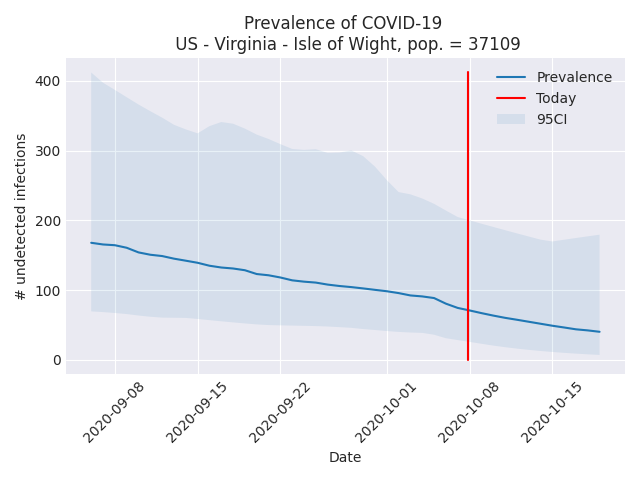 Prevalence of COVID-19
US - Virginia - Isle of Wight, pop. = 37109
# undetected infections
400
300
200
100
0
Prevalence
Today
95CI
2020-09-08
2020-09-15
2020-09-22
2020-10-01
2020-10-08
2020-10-15
Date